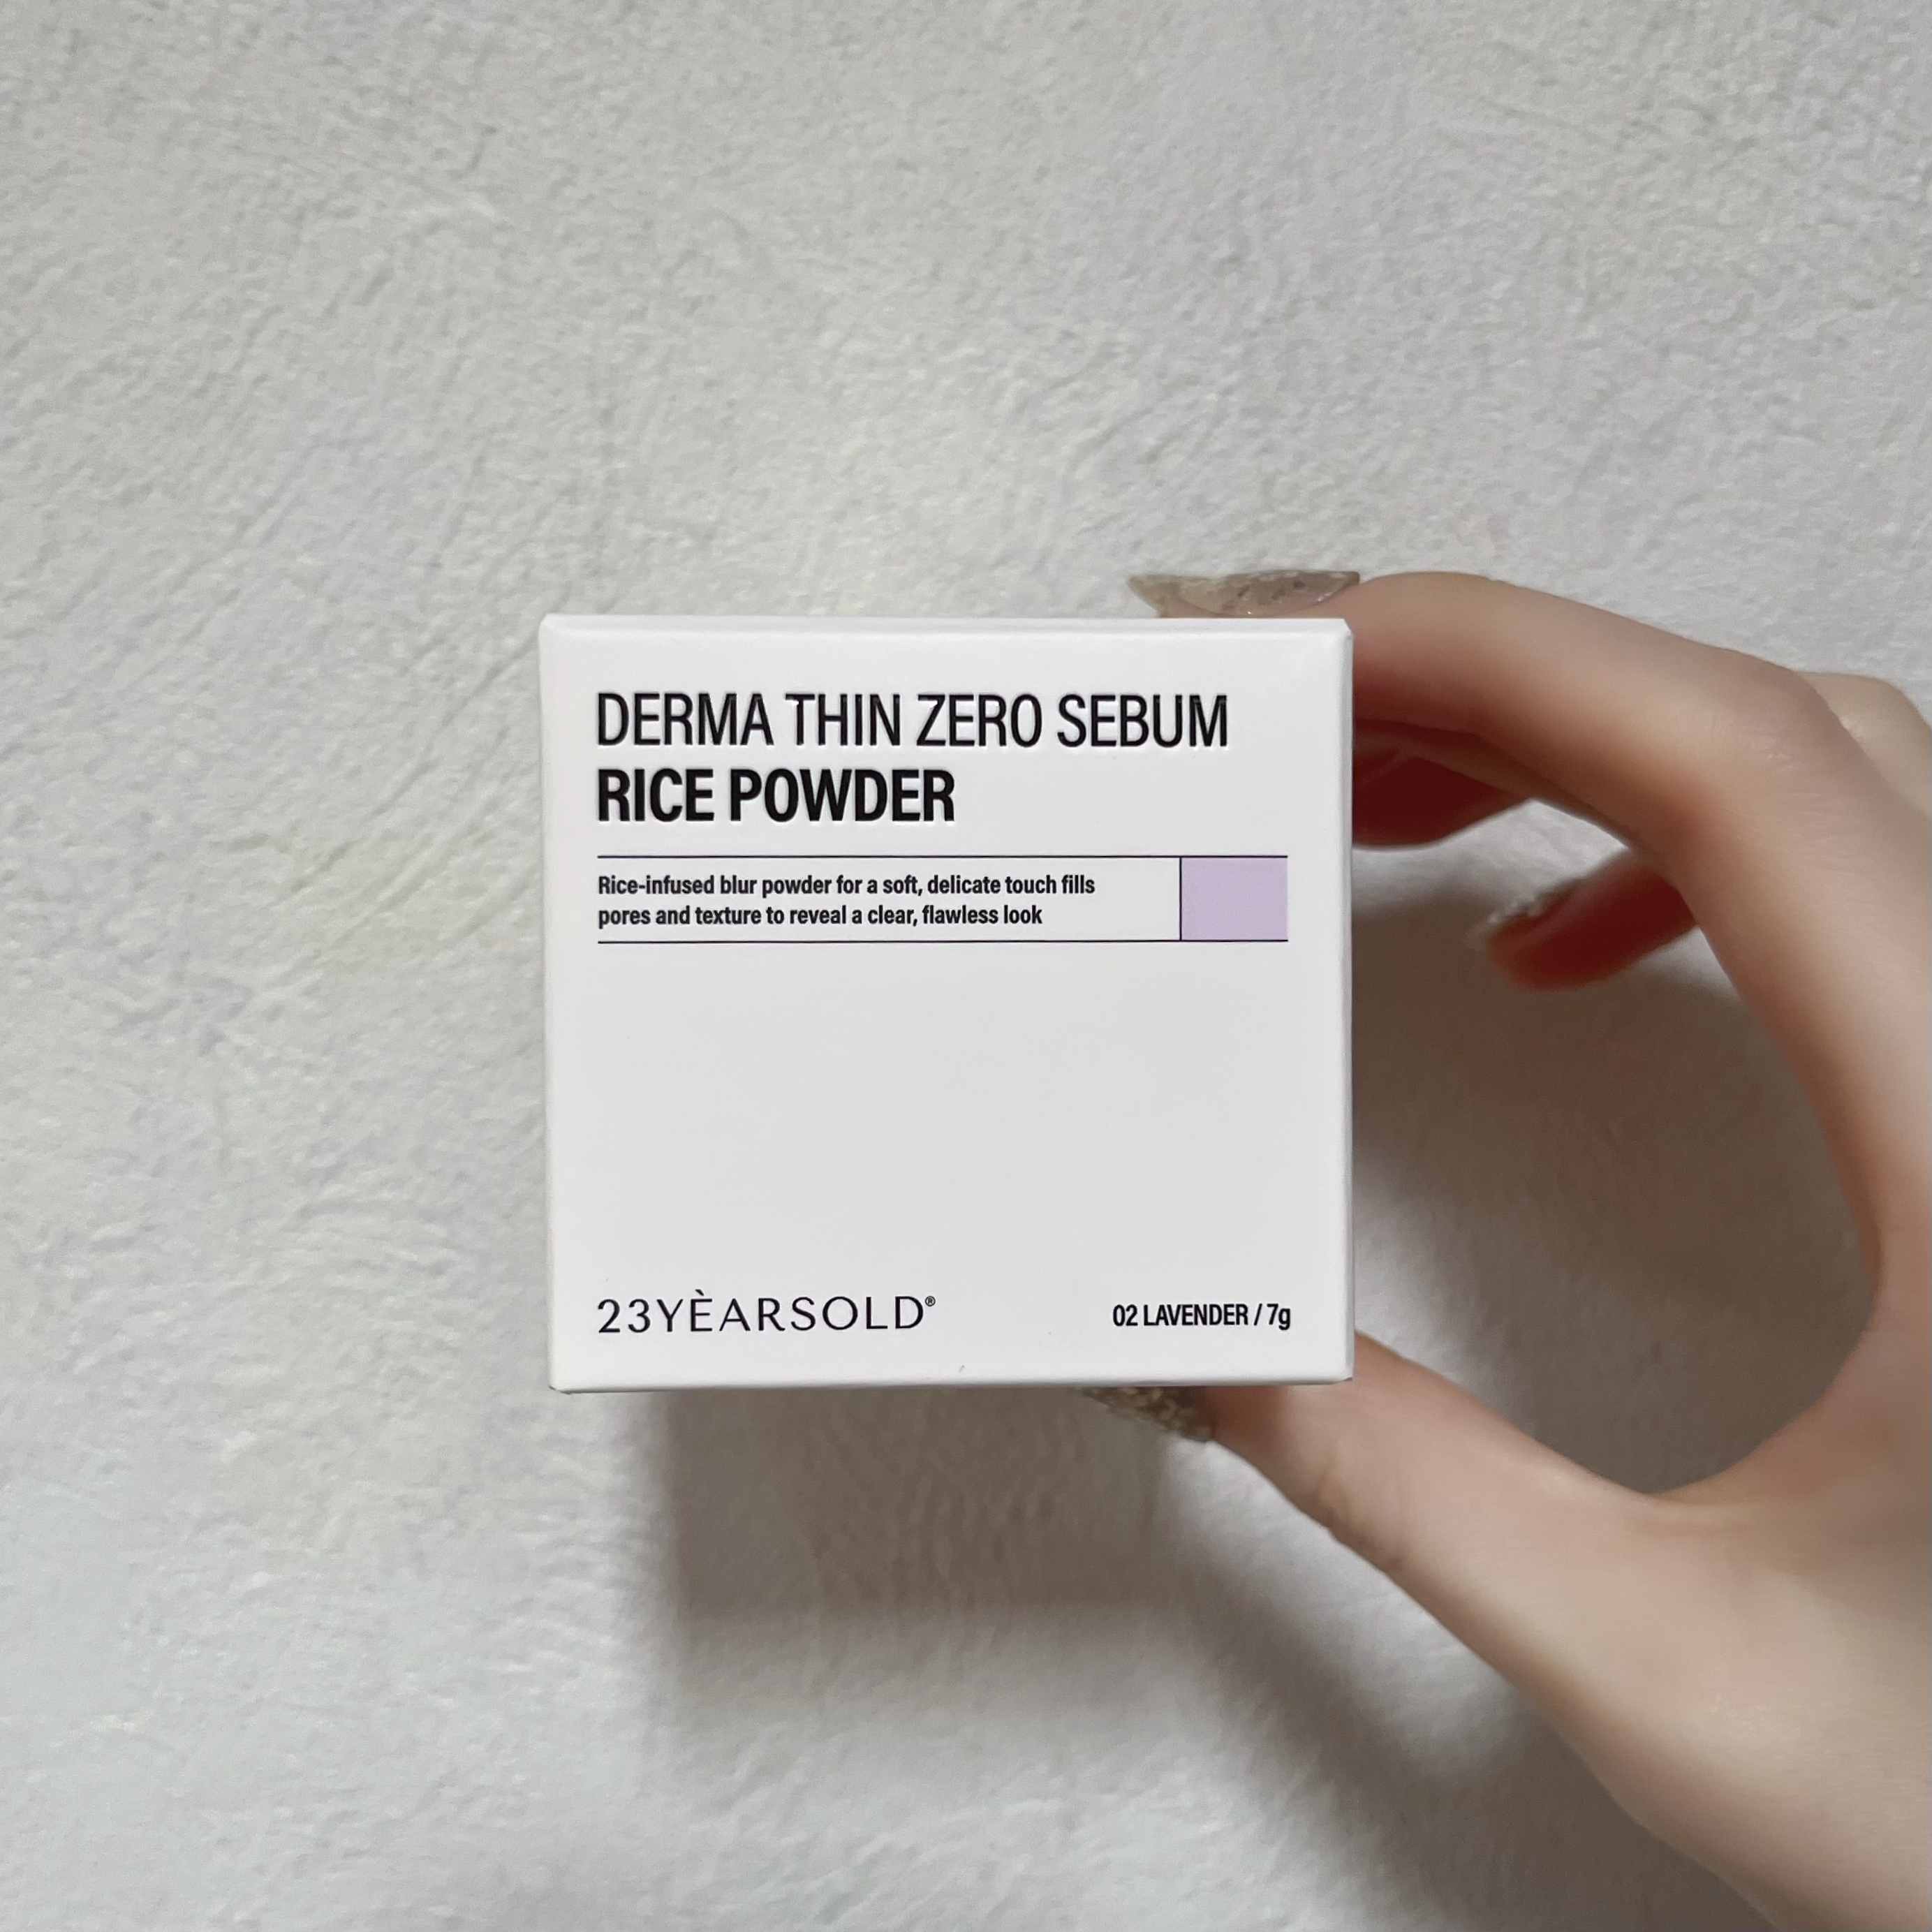 DERMA THIN ZERO SEBUM
RICE POWDER
Rice-infused blur powder for a soft, delicate touch fills
pores and texture to reveal a clear, flawless look
23YÈARSOLD®
02 LAVENDER / 7g